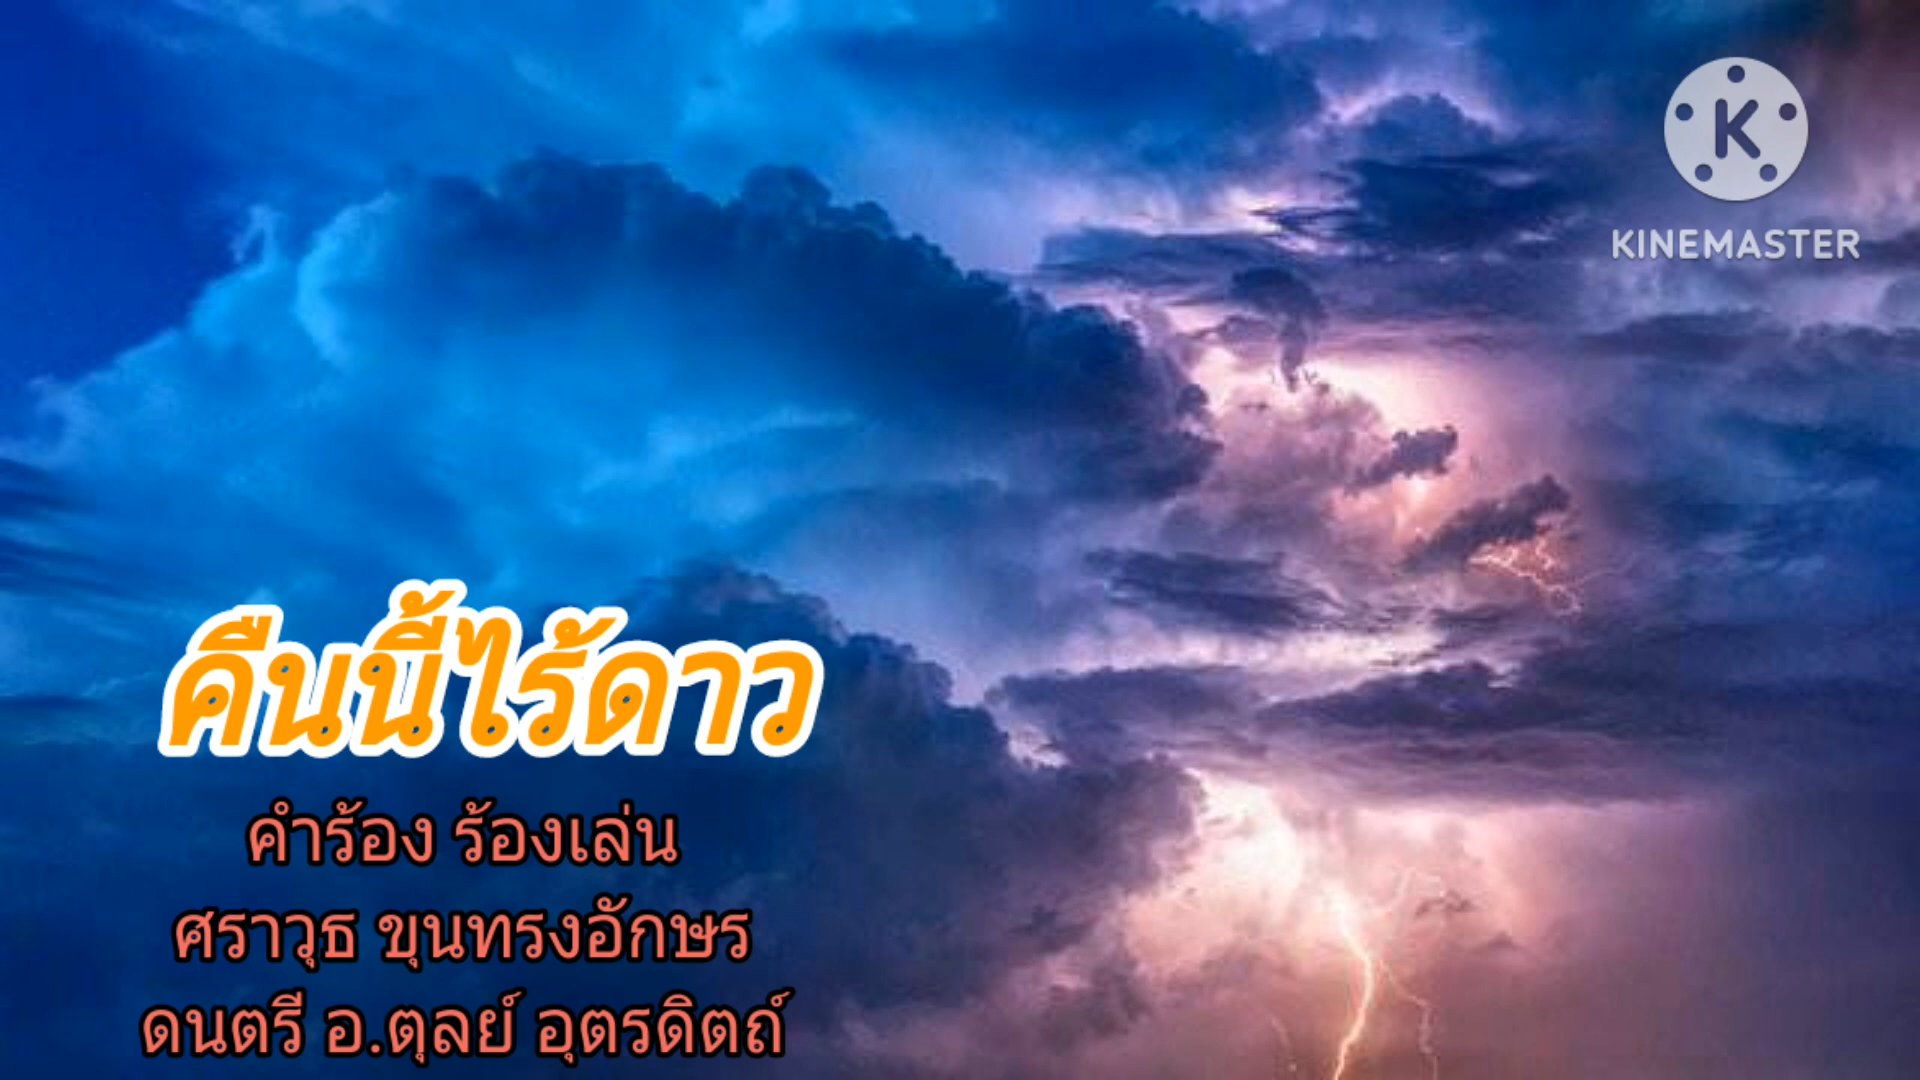 K
KINEMASTER
คืนนี้ไร้ดาว
คำร้อง ร้องเล่น
ศราวุธ ขุนทรงอักษร
ดนตรี อ.ตุลย์ อุตรดิตถ์